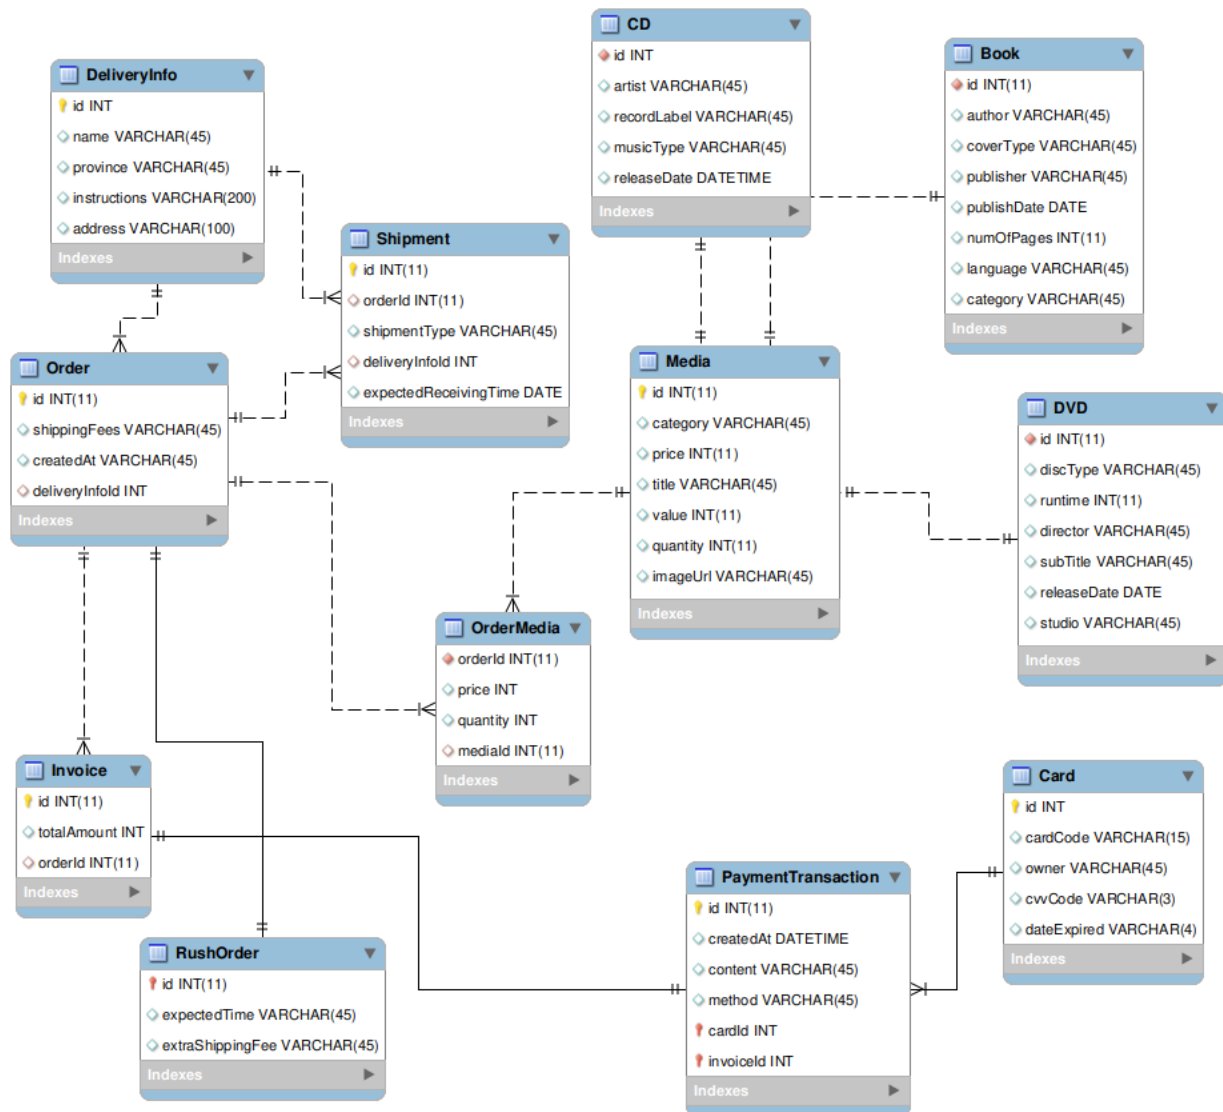 CD
id INT
artist VARCHAR(45)
recordLabel VARCHAR(45)
musicType VARCHAR(45)
releaseDate DATETIME
Indexes
Book
id INT(11)
author VARCHAR(45)
coverType VARCHAR(45)
publisher VARCHAR(45)
publishDate DATE
numOfPages INT(11)
language VARCHAR(45)
category VARCHAR(45)
Indexes
DeliveryInfo
id INT
name VARCHAR(45)
province VARCHAR(45)
instructions VARCHAR(200)
address VARCHAR(100)
Indexes
Shipment
id INT(11)
orderId INT(11)
shipmentType VARCHAR(45)
deliveryInfoId INT
expectedReceivingTime DATE
Indexes
Order
id INT(11)
shippingFees VARCHAR(45)
createdAt VARCHAR(45)
deliveryInfoId INT
Indexes
Media
id INT(11)
category VARCHAR(45)
price INT(11)
title VARCHAR(45)
value INT(11)
quantity INT(11)
imageUrl VARCHAR(45)
Indexes
DVD
id INT(11)
discType VARCHAR(45)
runtime INT(11)
director VARCHAR(45)
subTitle VARCHAR(45)
releaseDate DATE
studio VARCHAR(45)
Indexes
OrderMedia
orderId INT(11)
price INT
quantity INT
mediaId INT(11)
Indexes
Invoice
id INT(11)
totalAmount INT
orderId INT(11)
Indexes
Card
id INT
cardCode VARCHAR(15)
owner VARCHAR(45)
cvvCode VARCHAR(3)
dateExpired VARCHAR(4)
Indexes
PaymentTransaction
id INT(11)
createdAt DATETIME
content VARCHAR(45)
method VARCHAR(45)
cardId INT
invoiceId INT
Indexes
RushOrder
id INT(11)
expectedTime VARCHAR(45)
extraShippingFee VARCHAR(45)
Indexes